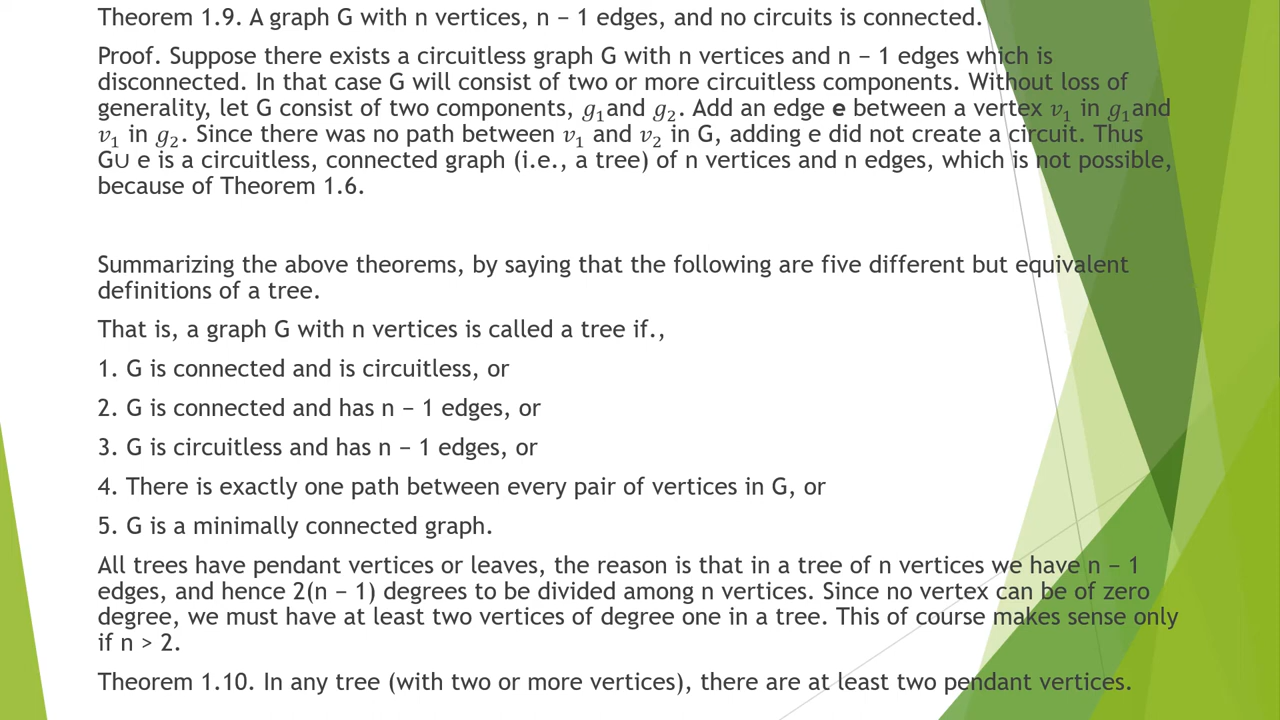 Theorem 1.9. A graph G with n vertices, n − 1 edges, and no circuits is connected.
Proof. Suppose there exists a circuitless graph G with n vertices and n − 1 edges which is
disconnected. In that case G will consist of two or more circuitless components. Without loss of
generality, let G consist of two components, g₁and g₂. Add an edge e between a vertex v₁ in g₁and
v₁ in g₂. Since there was no path between v₁ and v₂ in G, adding e did not create a circuit. Thus
G∪ e is a circuitless, connected graph (i.e., a tree) of n vertices and n edges, which is not possible,
because of Theorem 1.6.
Summarizing the above theorems, by saying that the following are five different but equivalent
definitions of a tree.
That is, a graph G with n vertices is called a tree if.,
1. G is connected and is circuitless, or
2. G is connected and has n − 1 edges, or
3. G is circuitless and has n − 1 edges, or
4. There is exactly one path between every pair of vertices in G, or
5. G is a minimally connected graph.
All trees have pendant vertices or leaves, the reason is that in a tree of n vertices we have n − 1
edges, and hence 2(n − 1) degrees to be divided among n vertices. Since no vertex can be of zero
degree, we must have at least two vertices of degree one in a tree. This of course makes sense only
if n > 2.
Theorem 1.10. In any tree (with two or more vertices), there are at least two pendant vertices.